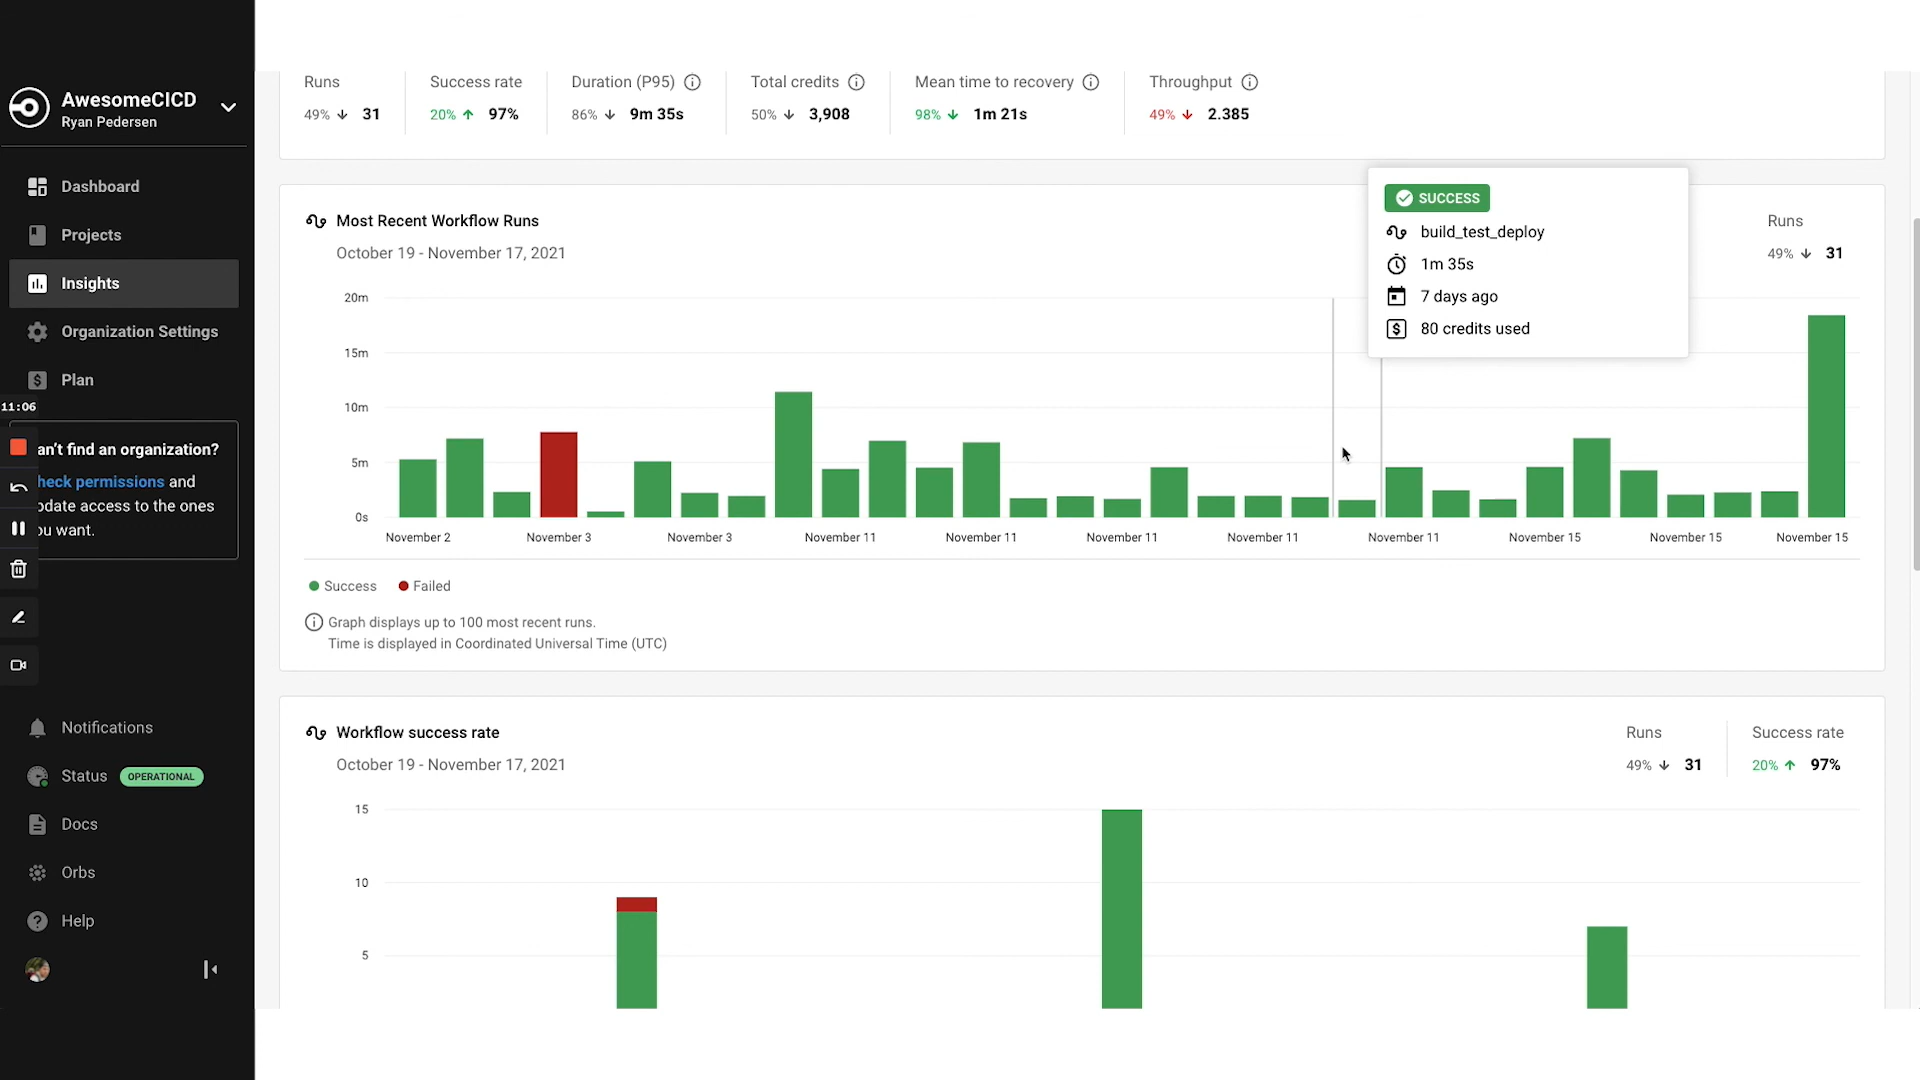 AwesomeCICD
Ryan Pedersen
Dashboard
Projects
Insights
Organization Settings
Plan
11:06
an't find an organization?
heck permissions and
pdate access to the ones
ou want.
Notifications
Status OPERATIONAL
Docs
Orbs
Help
Runs
49% ↓ 31
Success rate
20% ↑ 97%
Duration (P95)
86% ↓ 9m 35s
Total credits
50% ↓ 3,908
Mean time to recovery
98% ↓ 1m 21s
Throughput
49% ↓ 2.385
Most Recent Workflow Runs
October 19 - November 17, 2021
Runs
49% ↓ 31
SUCCESS
build_test_deploy
1m 35s
7 days ago
80 credits used
20m
15m
10m
5m
0s
November 2 November 3 November 3 November 11 November 11 November 11 November 11 November 11 November 15 November 15 November 15
Success Failed
Graph displays up to 100 most recent runs.
Time is displayed in Coordinated Universal Time (UTC)
Workflow success rate
October 19 - November 17, 2021
Runs
49% ↓ 31
Success rate
20% ↑ 97%
15
10
5